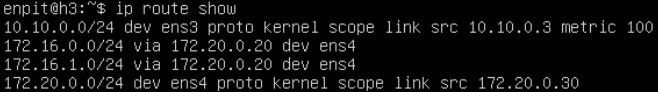 enpit@h3:~$ ip route show
10.10.0.0/24 dev ens3 proto kernel scope link src 10.10.0.3 metric 100
172.16.0.0/24 via 172.20.0.20 dev ens4
172.16.1.0/24 via 172.20.0.20 dev ens4
172.20.0.0/24 dev ens4 proto kernel scope link src 172.20.0.30